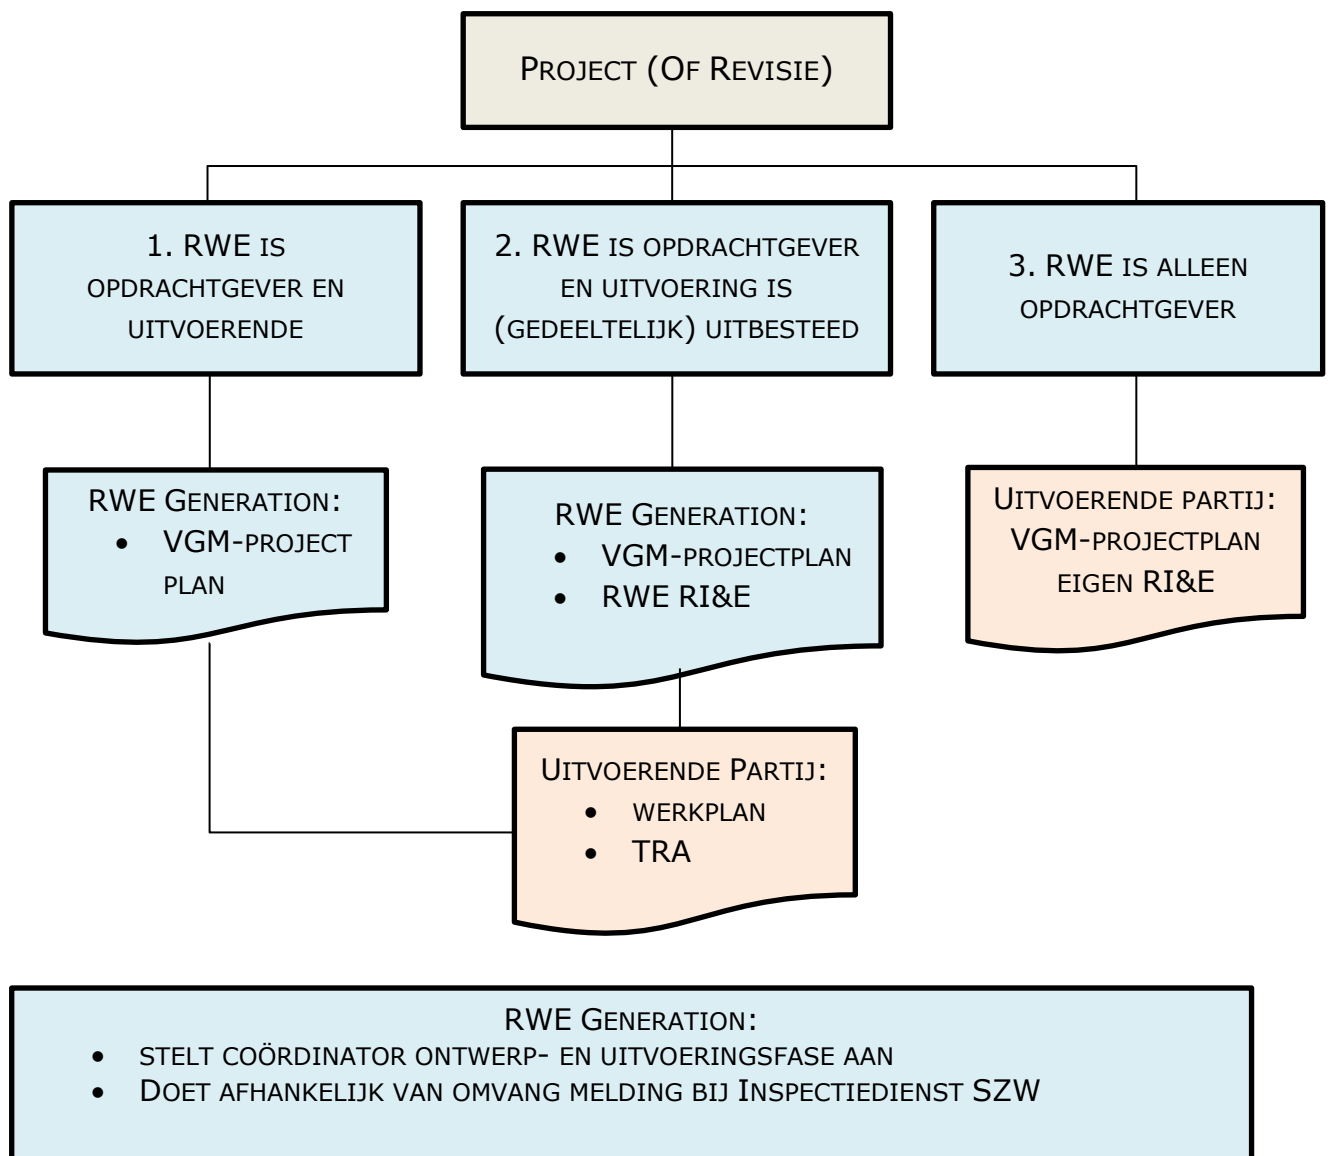 Project (Of Revisie)
1. RWE is
opdrachtgever en
uitvoerende
2. RWE is opdrachtgever
en uitvoering is
(gedeeltelijk) uitbesteed
3. RWE is alleen
opdrachtgever
RWE Generation:
• VGM-project
plan
RWE Generation:
• VGM-projectplan
• RWE RI&E
Uitvoerende partij:
VGM-projectplan
eigen RI&E
Uitvoerende Partij:
• werkplan
• TRA
RWE Generation:
• stelt coördinator ontwerp- en uitvoeringsfase aan
• Doet afhankelijk van omvang melding bij Inspectiedienst SZW